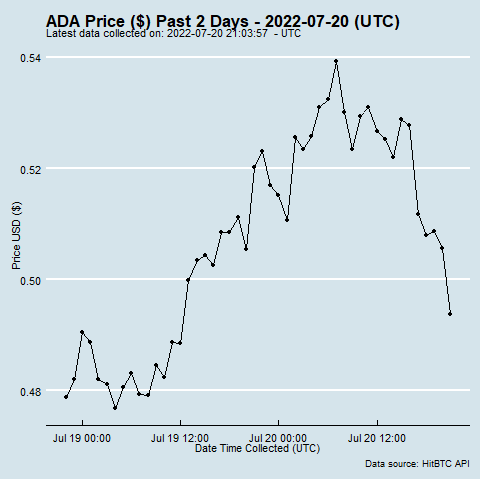 ADA Price ($) Past 2 Days - 2022-07-20 (UTC)
Latest data collected on: 2022-07-20 21:03:57 - UTC
0.54
0.52
0.50
0.48
Price USD ($)
Jul 19 00:00 Jul 19 12:00 Jul 20 00:00 Jul 20 12:00
Date Time Collected (UTC)
Data source: HitBTC API